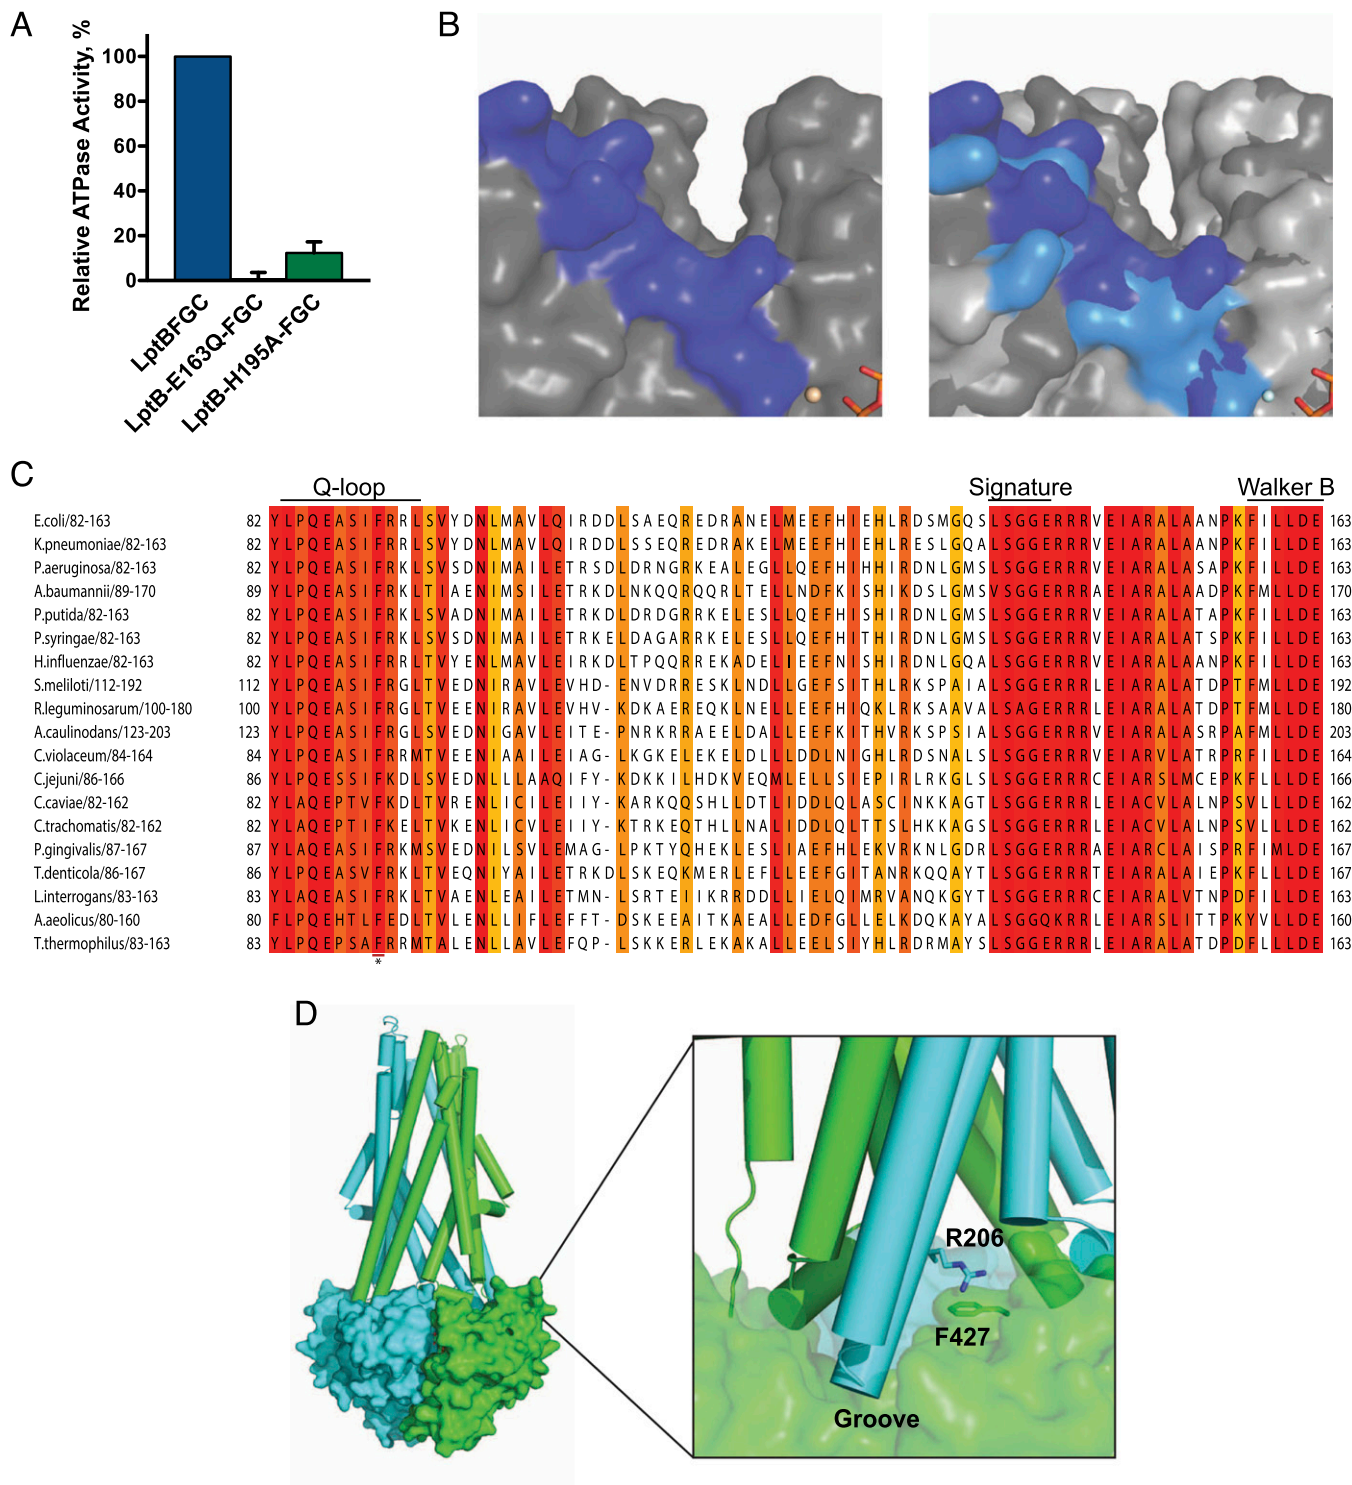 A
Relative ATPase Activity, %
100
80
60
40
20
0
LptBFGC
LptB-E163Q-FGC
LptB-H195A-FGC
B
C
Q-loop Signature Walker B
E.coli/82-163 82 YLPQEASIFRRLSVYDNLMAVLQIRDDLSAEQREDRANELMEEFHIEHLRDSMGQSLSGGERRRVEIARALAANPKFILLDE 163
K.pneumoniae/82-163 82 YLPQEASIFRRLSVYDNLMAVLQIRDDLSSEQREDRAKELMEEFHIEHLRESLGQALSGGERRRVEIARALAANPKFILLDE 163
P.aeruginosa/82-163 82 YLPQEASIFRKLSVSDNIMAILETRSDLDRNGRKEALEGLLQEFHIHHIRDNLGMSLSGGERRRVEIARALAAAPKFILLDE 163
A.baumannii/89-170 89 YLPQEASIFRKLTIAENIMSILETRKDLNKQQRQQRLTELLNDFKISHIKDSLGMSVSGGERRRAEIARALAADPKFMLLDE 170
P.putida/82-163 82 YLPQEASIFRKLSVADNIMAILETRKDLDRDGRRKELESLLQEFHIHHIRDNLGMSLSGGERRRVEIARALATAPKFILLDE 163
P.syringae/82-163 82 YLPQEASIFRKLSVSDNIMAILETRKELDAGARRKELESLLQEFHITHIRDNLGMSLSGGERRRVEIARALATSPKFILLDE 163
H.influenzae/82-163 82 YLPQEASIFRRLTVYENLMAVLEIRKDLTPQQRREKADELIEEFNISHIRDNLGQALSGGERRRVEIARALAANPKFILLDE 163
S.meliloti/112-192 112 YLPQEASIFRGLTVEDNIRAVLEVHD-ENVDRRESKLNDLLGEFSITHLRKSPAIALSGGERRRLEIARALATDPTFMLLDE 192
R.leguminosarum/100-180 100 YLPQEASIFRGLTVEENIRAVLEVHV-KDKAEREQKLNELLEEFHIQKLRKSAAVALSAGERRRLEIARALATDPTFMLLDE 180
A.caulinodans/123-203 123 YLPQEASIFRGLSVEDNIGAVLEITE-PNRKRRAEELDALLEEFKITHVRKSPSIALSGGERRRLEIARALASRPAFMLLDE 203
C.violaceum/84-164 84 YLPQEASIFRRMTVEENIAAILEIAG-LKGKELEKELDLLLDDLNIGHLRDSNALSLSGGERRRVEIARVLATRPRFILLDE 164
C.jejuni/86-166 86 YLPQESSIFKDLSVEDNLLLAAQIFY-KDKKILHDKVEQMLELLSIEPIRLRKGLSLSGGERRRCEIARSLMCEPKFLLLDE 166
C.caviae/82-162 82 YLAQEPTVFKDLTVRENLICILEIIY-KARKQQSHLLDTLIDDLQLASCINKKAGTLSGGERRRLEIACVLALNPSVLLLDE 162
C.trachomatis/82-162 82 YLAQEPTIFKELTVKENLICVLEIIY-KTRKEQTHLLNALIDDLQLTTSLHKKAGSLSGGERRRLEIACVLALNPSVLLLDE 162
P.gingivalis/87-167 87 YLAQEASIFRKMSVEDNILSVLEMAG-LPKTYQHEKLESLIAEFHLEKVRKNLGDRLSGGERRRAEIARCLAISPRFIMLDE 167
T.denticola/86-167 86 YLPQEASVFRKLTVEQNIYAILETRKDLSKEQKMERLEFLLEEFGITANRKQQAYTLSGGERRRTEIARALATEPKFLLLDE 167
L.interrogans/83-163 83 YLAQEASIFRKLTVAENLEAILETMN-LSRTEIKRRDDLLIEFQIMRVANQKGYTLSGGERRRCEIARALVTNPDFILLDE 163
A.aeolicus/80-160 80 FLPQEHTLFEDLTVLENLLIFLEFFT-DSKEEAITKAEALLEDFGLLELKDQKAYALSGGQKRRLEIARSLITTPKYVLLDE 160
T.thermophilus/83-163 83 YLPQEPSAFRRMTALENLLAVLEFQP-LSKKERLEKAKALLEELSIYHLRDRMAYSLSGGERRRLEIARALATDPDFLLLDE 163
*
D
R206
F427
Groove